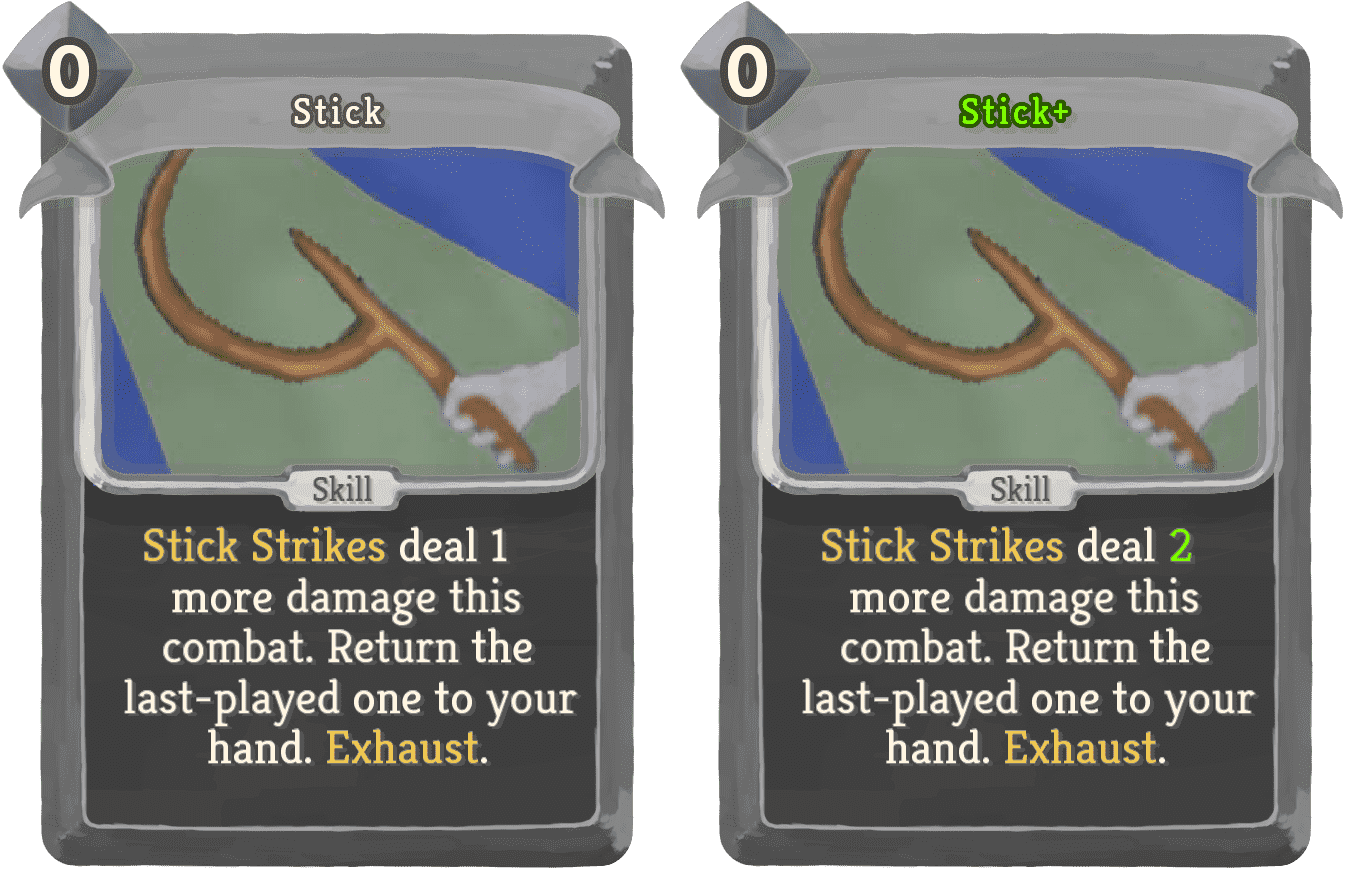 0
Stick
Skill
Stick Strikes deal 1
more damage this
combat. Return the
last-played one to your
hand. Exhaust.
0
Stick+
Skill
Stick Strikes deal 2
more damage this
combat. Return the
last-played one to your
hand. Exhaust.